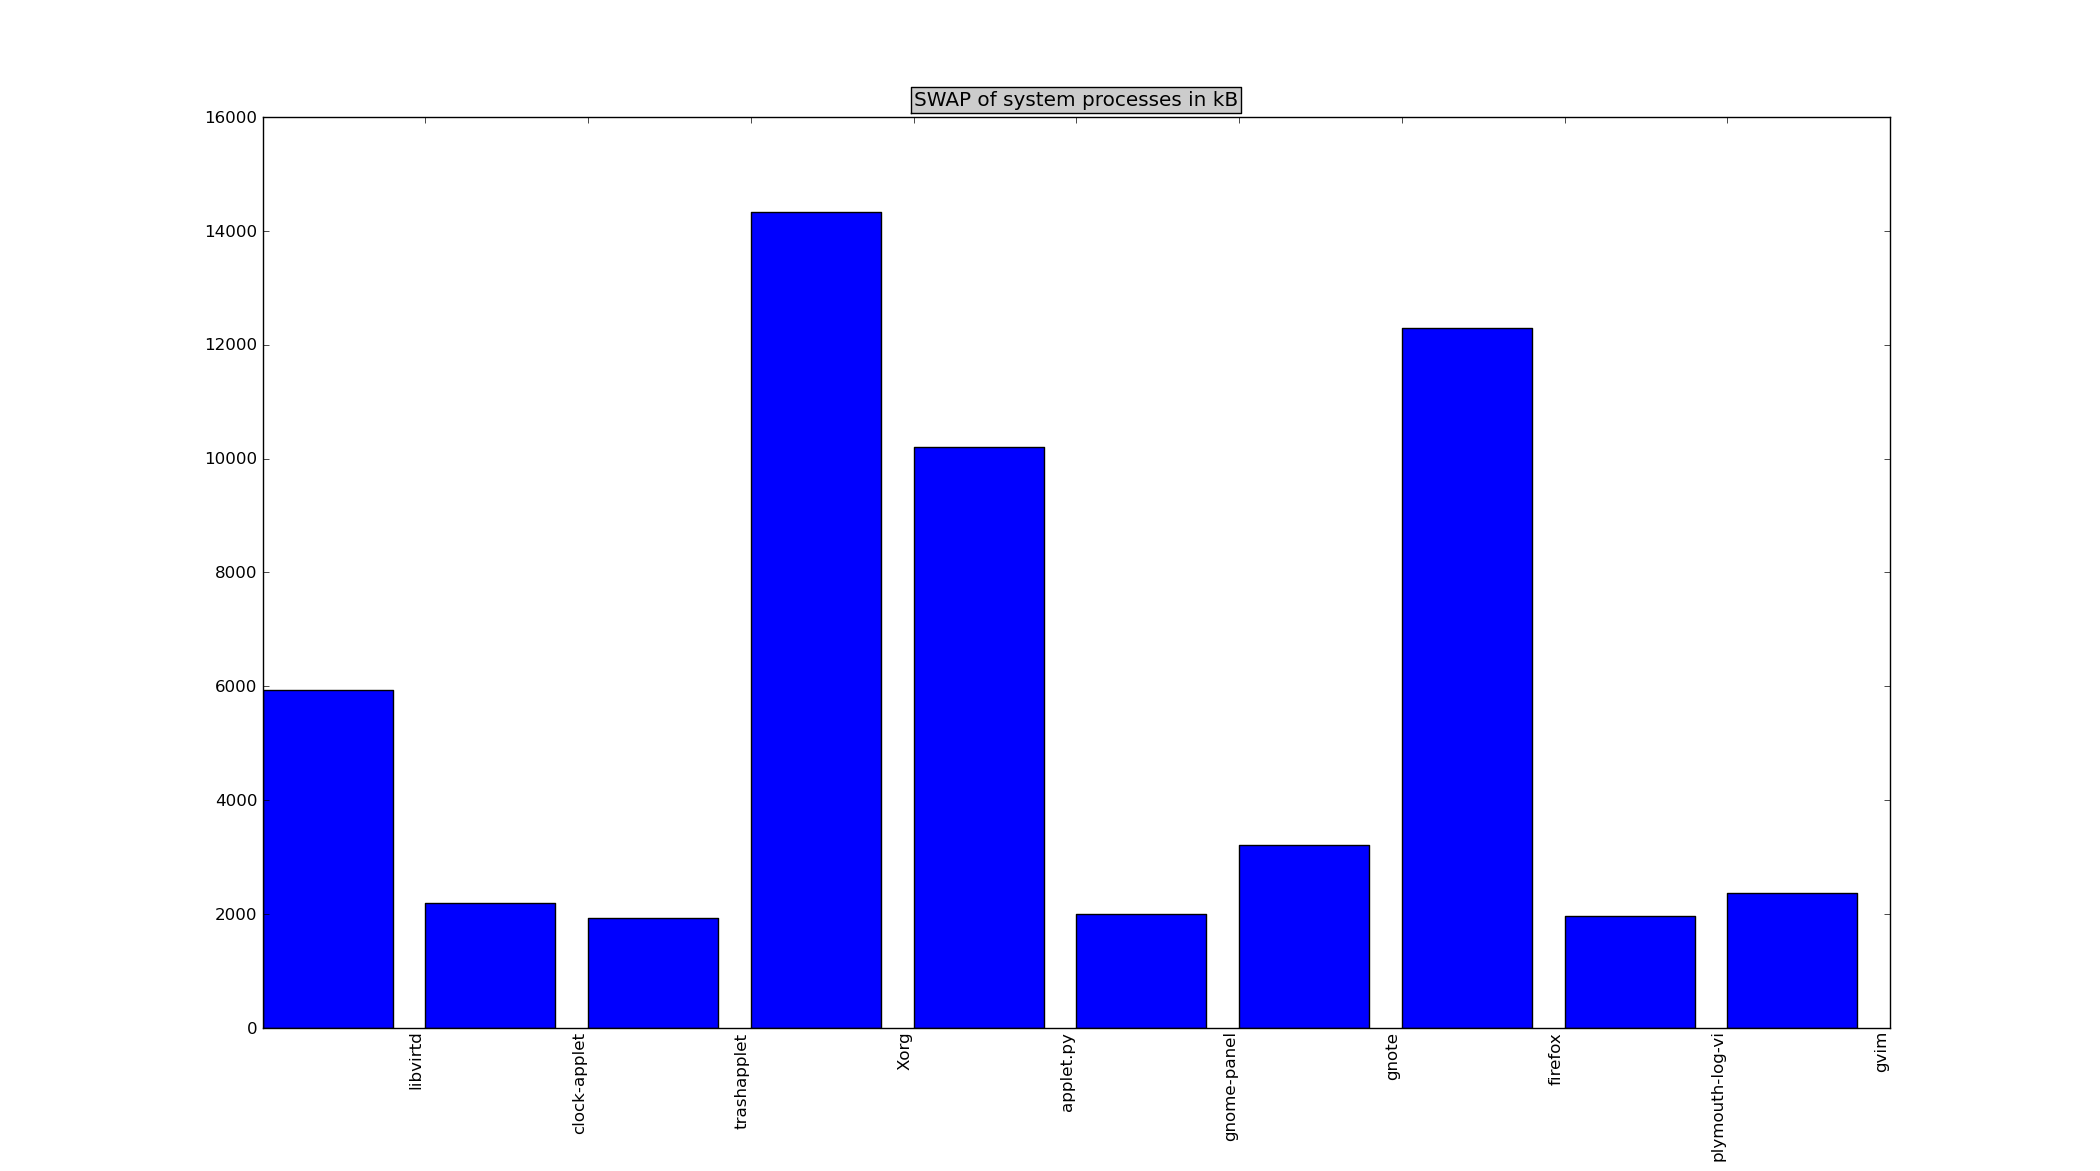 SWAP of system processes in kB
16000
14000
12000
10000
8000
6000
4000
2000
0
libvirtd
clock-applet
trashapplet
Xorg
applet.py
gnome-panel
gnote
firefox
plymouth-log-vi
gvim